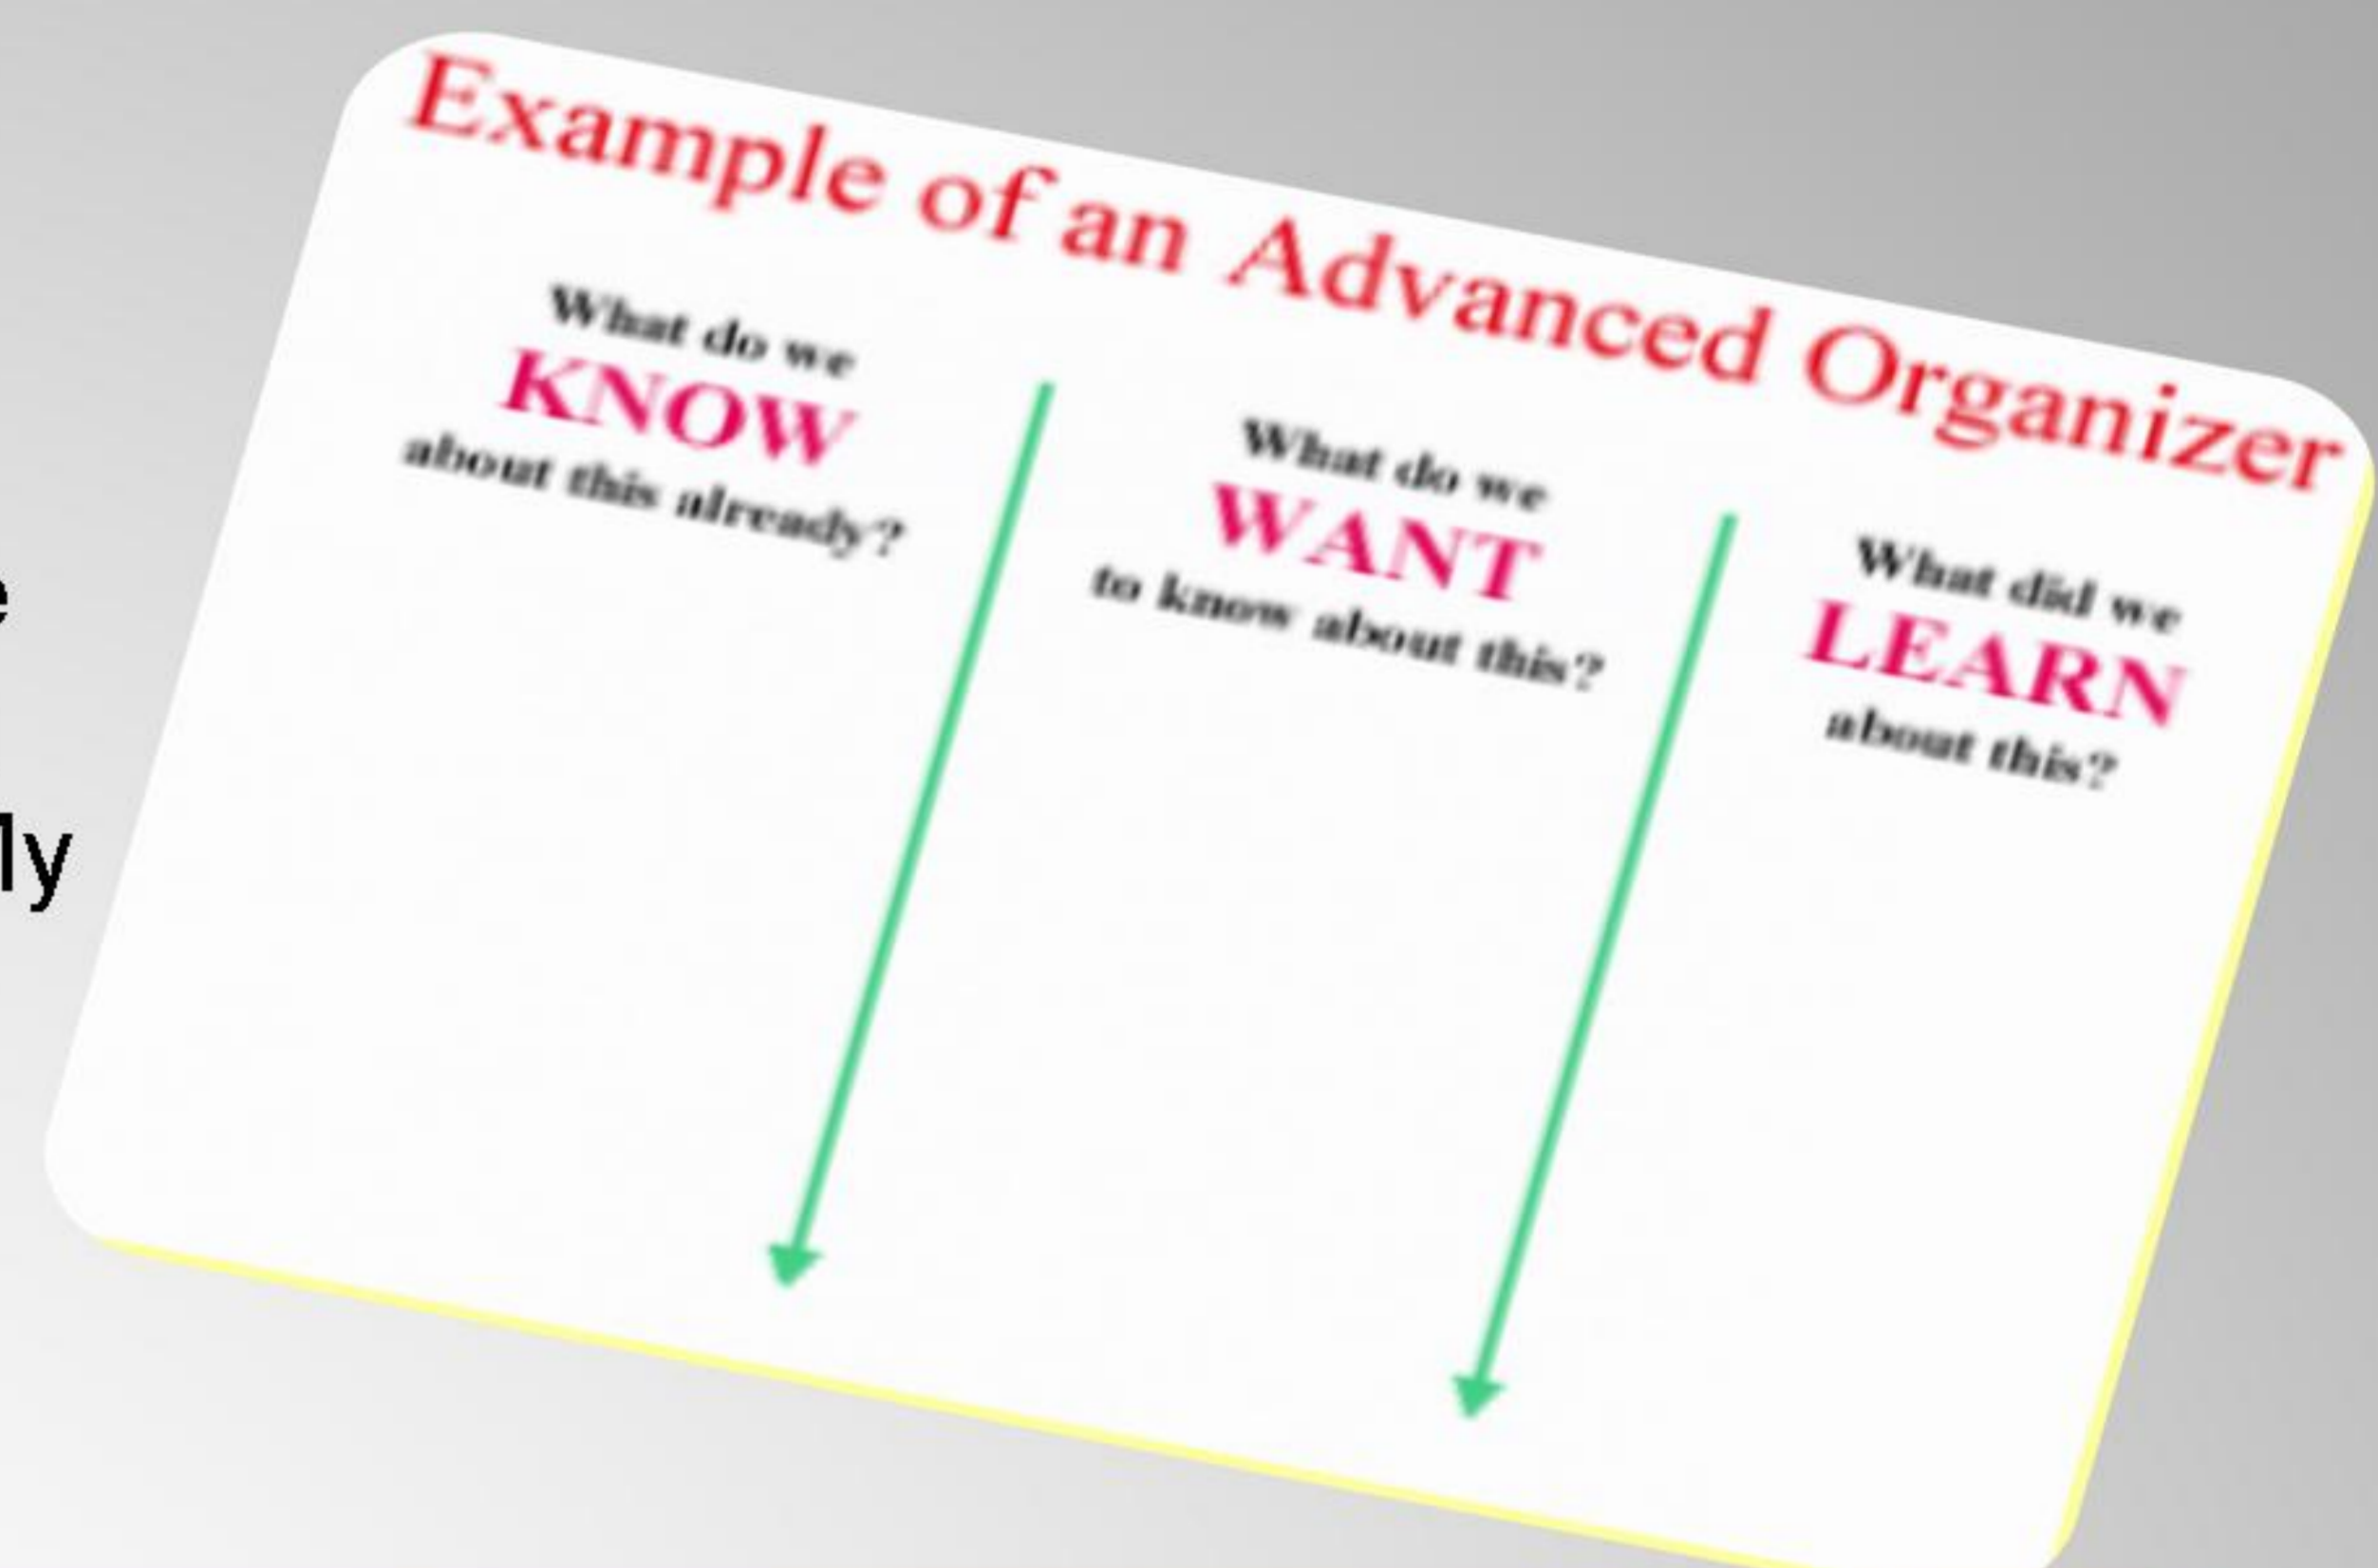 Example of an Advanced Organizer
What do we
KNOW
about this already?
What do we
WANT
to know about this?
What did we
LEARN
about this?
e
ly